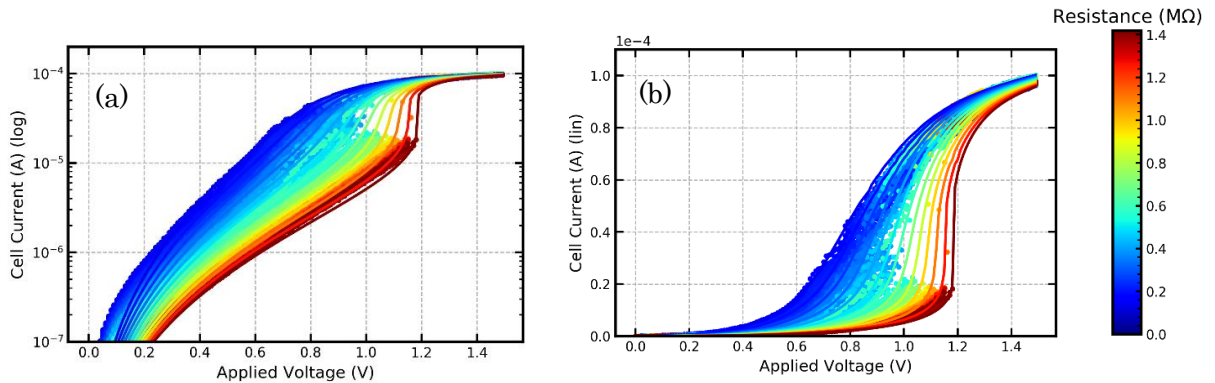 Resistance (MΩ)
(a)
Cell Current (A) (log)
10⁻⁴
10⁻⁵
10⁻⁶
10⁻⁷
0.0 0.2 0.4 0.6 0.8 1.0 1.2 1.4
Applied Voltage (V)
1e−4
(b)
Cell Current (A) (lin)
1.0
0.8
0.6
0.4
0.2
0.0
0.0 0.2 0.4 0.6 0.8 1.0 1.2 1.4
Applied Voltage (V)
1.4
1.2
1.0
0.8
0.6
0.4
0.2
0.0